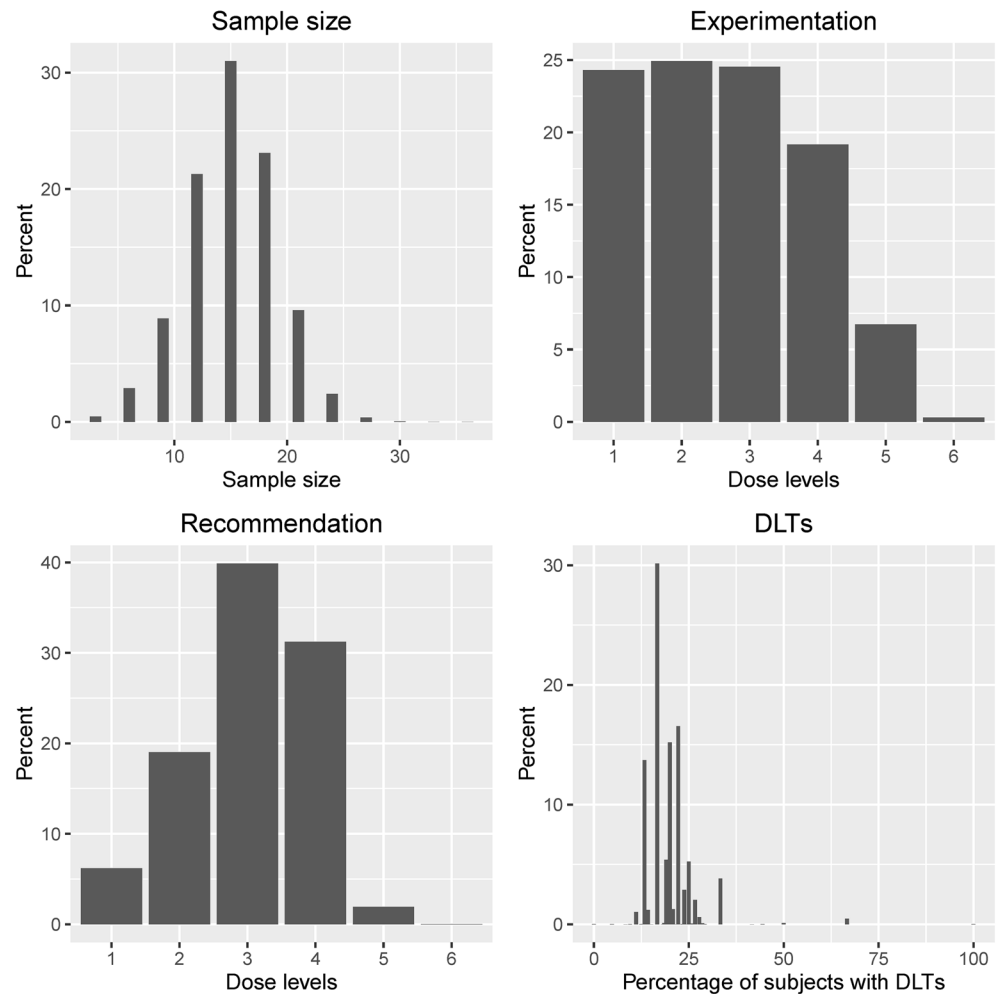 Sample size
Percent
30
20
10
0
10 20 30
Sample size
Experimentation
Percent
25
20
15
10
5
0
1 2 3 4 5 6
Dose levels
Recommendation
Percent
40
30
20
10
0
1 2 3 4 5 6
Dose levels
DLTs
Percent
30
20
10
0
0 25 50 75 100
Percentage of subjects with DLTs